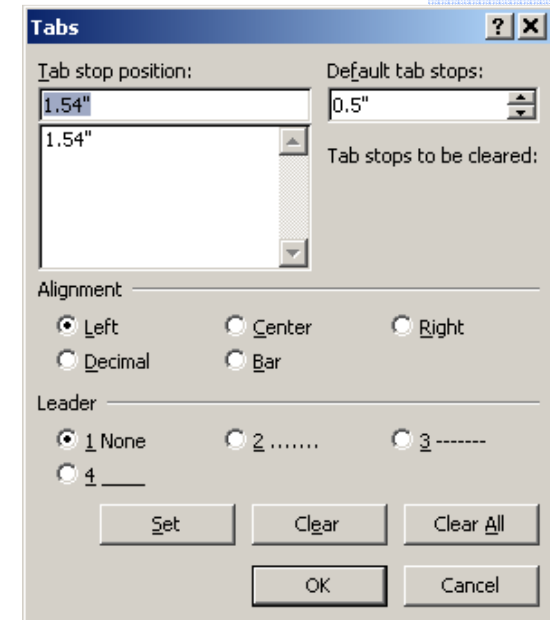 Tabs
Tab stop position:
Default tab stops:
1.54"
0.5"
1.54"
Tab stops to be cleared:
Alignment
Left Center Right
Decimal Bar
Leader
1 None 2 ....... 3 -------
4 ____
Set Clear Clear All
OK Cancel